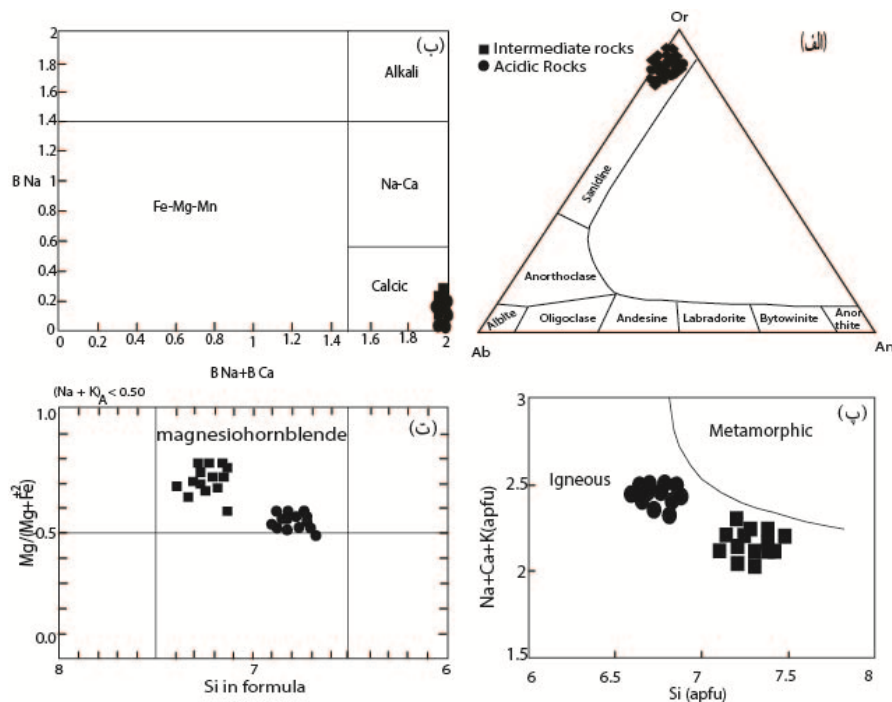 (الف)
Or
■ Intermediate rocks
● Acidic Rocks
Sanidine
Anorthoclase
Albite
Oligoclase
Andesine
Labradorite
Bytowinite
Anor
thite
Ab
An
(ب)
B Na
1.8
1.6
1.4
1.2
1
0.8
0.6
0.4
0.2
0
Alkali
Na-Ca
Fe-Mg-Mn
Calcic
0 0.2 0.4 0.6 0.8 1 1.2 1.4 1.6 1.8 2
B Na+B Ca
(پ)
Na+Ca+K(apfu)
3
2.5
2
1.5
Metamorphic
Igneous
6 6.5 7 7.5 8
Si (apfu)
(ت)
(Na + K)A < 0.50
magnesiohornblende
Mg/(Mg+Fe+2)
1.0
0.5
0.0
8 7 6
Si in formula